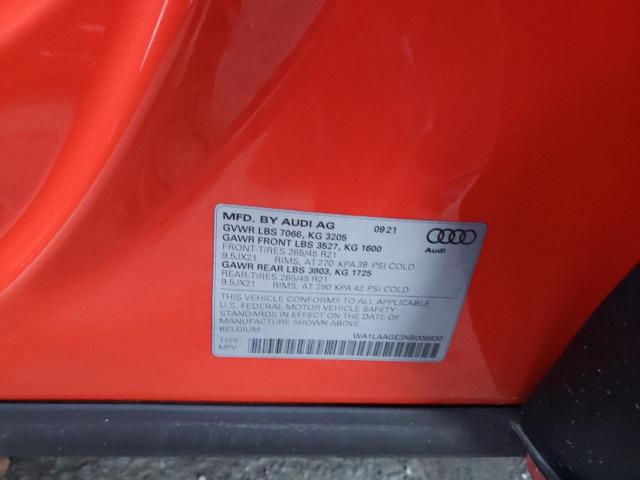 MFD. BY AUDI AG 09 21
GVWR LBS 7066, KG 3205
GAWR FRONT LBS 3527, KG 1600
FRONT-TIRES 265/45 R21
9,5JX21 RIMS, AT 270 KPA 39 PSI COLD
GAWR REAR LBS 3803, KG 1725
REAR-TIRES 265/45 R21
9,5JX21 RIMS, AT 290 KPA 42 PSI COLD
Audi
THIS VEHICLE CONFORMS TO ALL APPLICABLE
U.S. FEDERAL MOTOR VEHICLE SAFETY
STANDARDS IN EFFECT ON THE DATE OF
MANUFACTURE SHOWN ABOVE.
BELGIUM
WA1LAAGE3NB006630
TYPE:
MPV